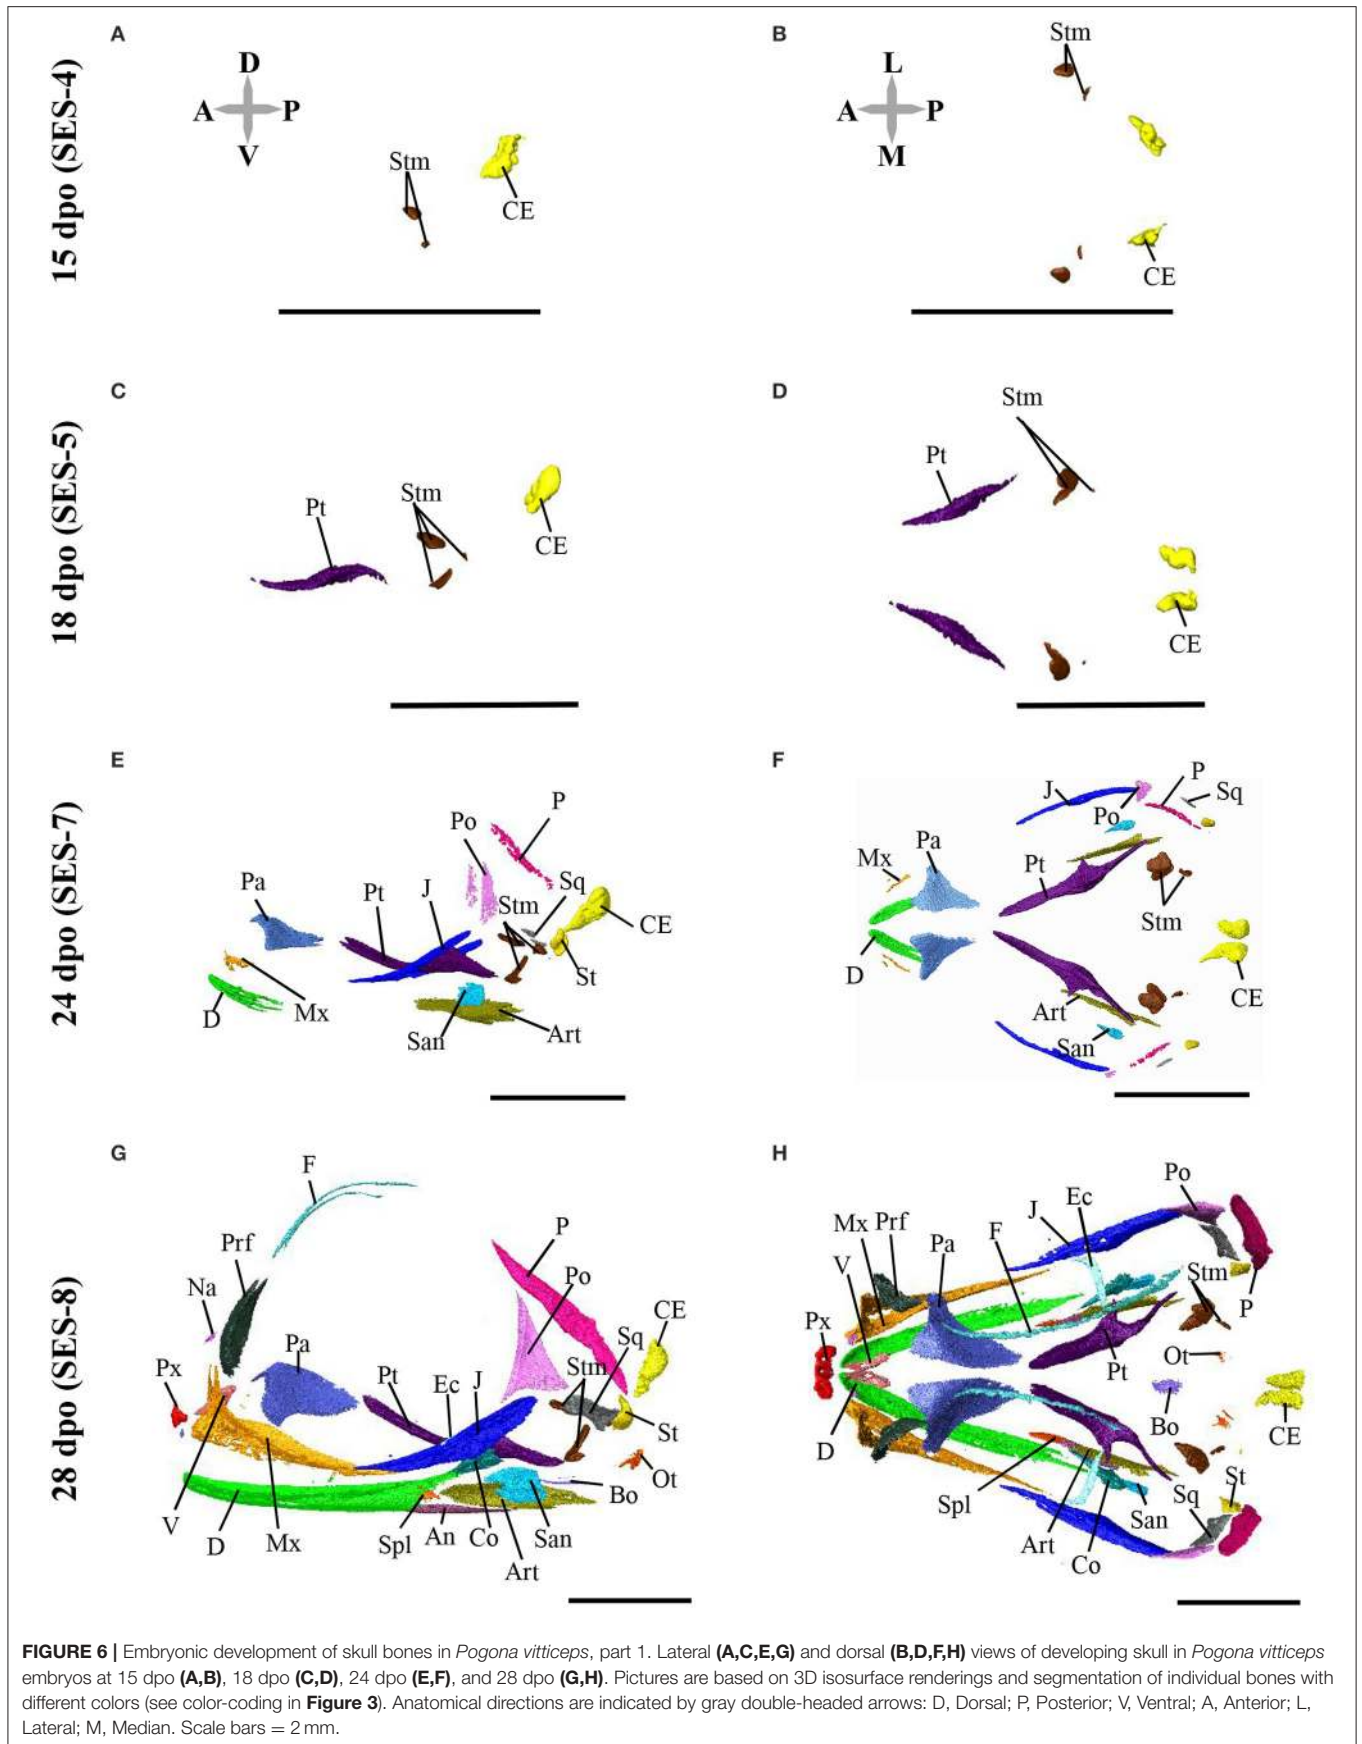 A
B
15 dpo (SES-4)
D
A P
V
Stm
CE
L
A P
M
Stm
CE
C
D
18 dpo (SES-5)
Pt
Stm
CE
Stm
Pt
CE
E
F
24 dpo (SES-7)
P
Po
Pa
Pt
J
Sq
Stm
CE
St
D
Mx
San
Art
J
P
Sq
Po
Mx
Pa
Pt
Stm
D
CE
Art
San
G
H
28 dpo (SES-8)
F
Prf
P
Na
Po
CE
Px
Pa
Sq
Pt
Ec
J
Stm
St
Ot
V
D
Mx
Spl
An
Co
Art
San
Bo
Po
Ec
J
Mx
Prf
F
V
Pa
Stm
P
Px
Ot
Pt
Bo
D
CE
Spl
St
Sq
San
Art
Co
FIGURE 6 | Embryonic development of skull bones in Pogona vitticeps, part 1. Lateral (A,C,E,G) and dorsal (B,D,F,H) views of developing skull in Pogona vitticeps
embryos at 15 dpo (A,B), 18 dpo (C,D), 24 dpo (E,F), and 28 dpo (G,H). Pictures are based on 3D isosurface renderings and segmentation of individual bones with
different colors (see color-coding in Figure 3). Anatomical directions are indicated by gray double-headed arrows: D, Dorsal; P, Posterior; V, Ventral; A, Anterior; L,
Lateral; M, Median. Scale bars = 2 mm.